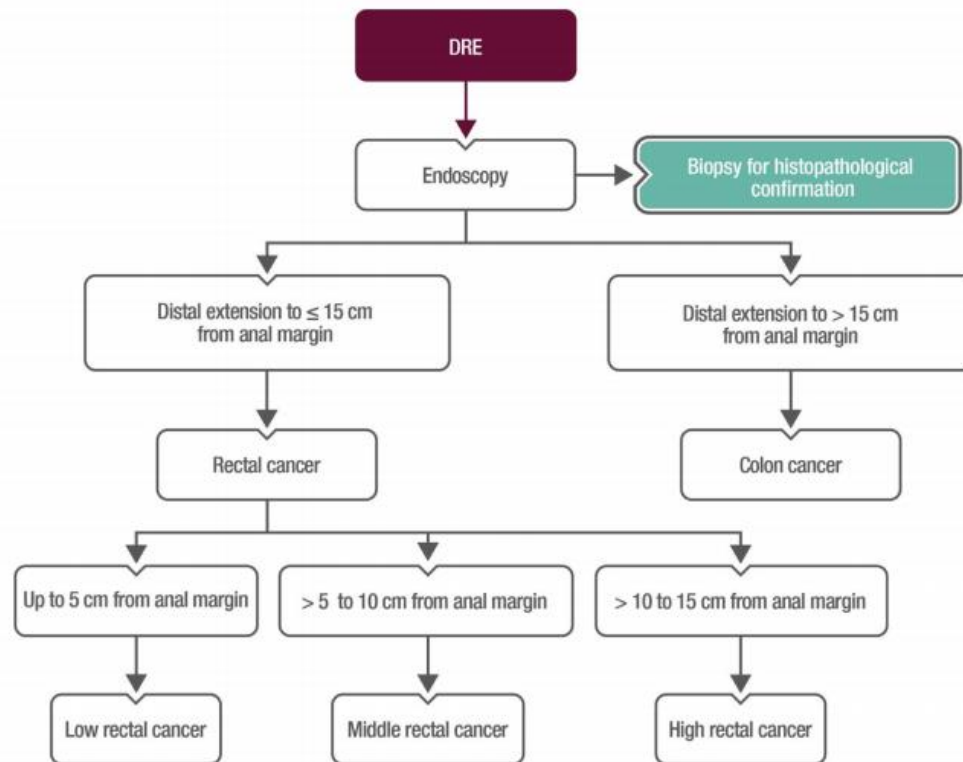 DRE
Endoscopy
Biopsy for histopathological
confirmation
Distal extension to ≤ 15 cm
from anal margin
Distal extension to > 15 cm
from anal margin
Rectal cancer
Colon cancer
Up to 5 cm from anal margin
> 5 to 10 cm from anal margin
> 10 to 15 cm from anal margin
Low rectal cancer
Middle rectal cancer
High rectal cancer